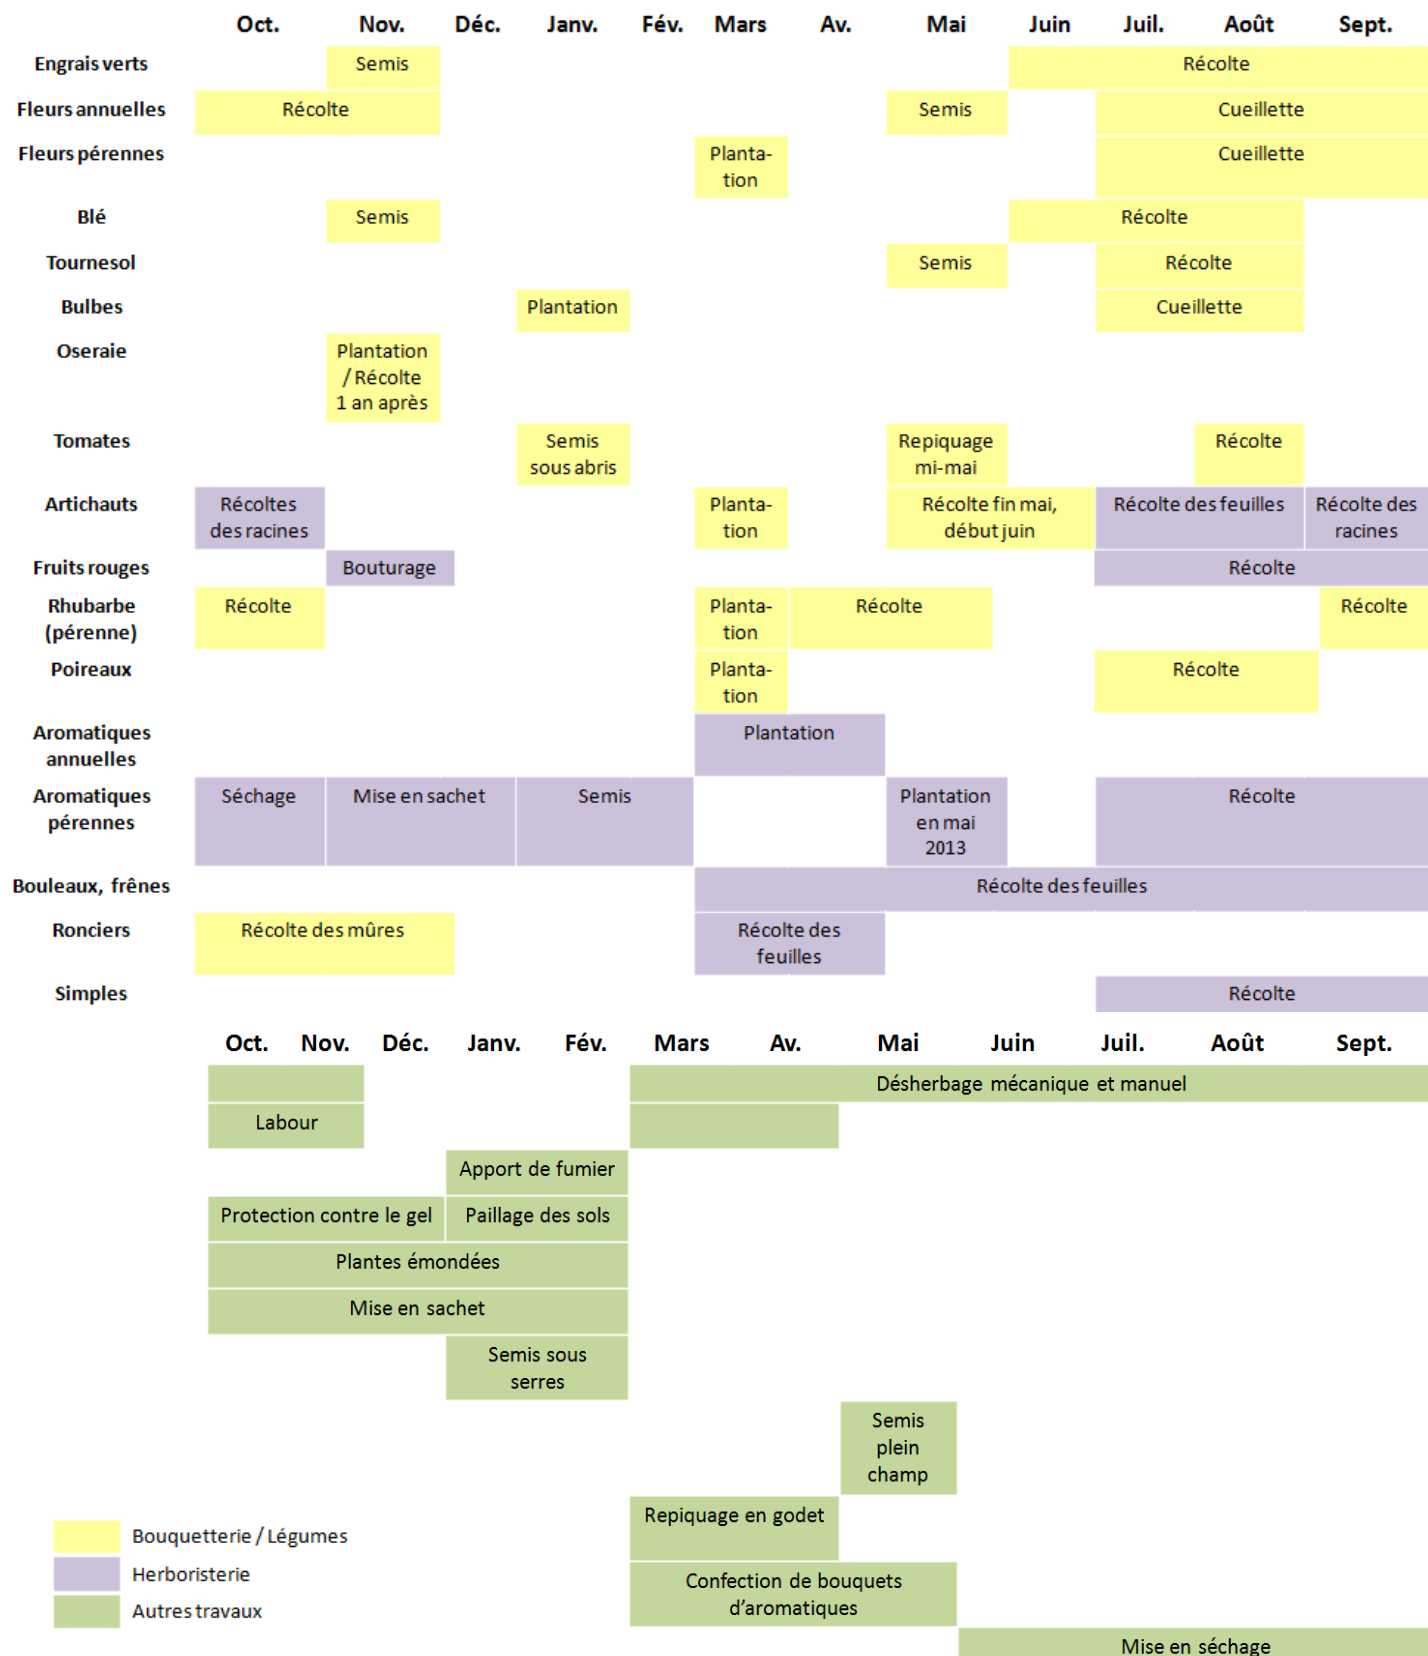 Oct. Nov. Déc. Janv. Fév. Mars Av. Mai Juin Juil. Août Sept.
Engrais verts Semis Récolte
Fleurs annuelles Récolte Semis Cueillette
Fleurs pérennes Planta- Cueillette
tion
Blé Semis Récolte
Tournesol Semis Récolte
Bulbes Plantation Cueillette
Oseraie Plantation
/ Récolte
1 an après
Tomates Semis Repiquage Récolte
sous abris mi-mai
Artichauts Récoltes Planta- Récolte fin mai, Récolte des feuilles Récolte des
des racines tion début juin racines
Fruits rouges Bouturage Récolte
Rhubarbe Récolte Planta- Récolte Récolte
(pérenne) tion
Poireaux Planta- Récolte
tion
Aromatiques Plantation
annuelles
Aromatiques Séchage Mise en sachet Semis Plantation Récolte
pérennes en mai
2013
Bouleaux, frênes Récolte des feuilles
Ronciers Récolte des mûres Récolte des
feuilles
Simples Récolte
Oct. Nov. Déc. Janv. Fév. Mars Av. Mai Juin Juil. Août Sept.
Désherbage mécanique et manuel
Labour
Apport de fumier
Protection contre le gel Paillage des sols
Plantes émondées
Mise en sachet
Semis sous
serres
Semis
plein
champ
Repiquage en godet
Bouquetterie / Légumes
Herboristerie
Autres travaux
Confection de bouquets
d'aromatiques
Mise en séchage